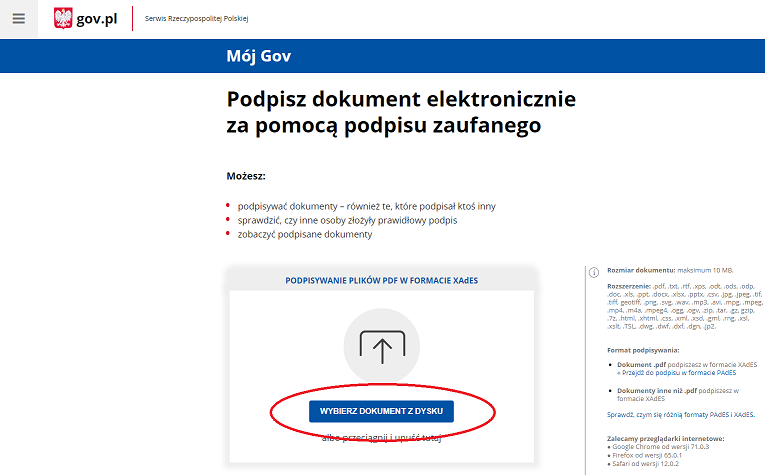 gov.pl
Serwis Rzeczypospolitej Polskiej
Mój Gov
Podpisz dokument elektronicznie
za pomocą podpisu zaufanego
Możesz:
podpisywać dokumenty – również te, które podpisał ktoś inny
sprawdzić, czy inne osoby złożyły prawidłowy podpis
zobaczyć podpisane dokumenty
PODPISYWANIE PLIKÓW PDF W FORMACIE XAdES
WYBIERZ DOKUMENT Z DYSKU
albo przeciągnij i upuść tutaj
Rozmiar dokumentu: maksimum 10 MB.
Rozszerzenie: .pdf, .txt, .rtf, .xps, .odt, .ods, .odp,
.doc, .xls, .ppt, .docx, .xlsx, .pptx, .csv, .jpg, .jpeg, .tif,
.tiff, .geotiff, .png, .svg, .wav, .mp3, .avi, .mpg, .mpeg,
.mp4, .m4a, .mpeg4, .ogg, .ogv, .zip, .tar, .gz, .gzip,
.7z, .html, .xhtml, .css, .xml, .xsd, .gml, .rng, .xsl,
.xslt, .TSL, .dwg, .dwf, .dxf, .dgn, .jp2.
Format podpisywania:
Dokument .pdf podpiszesz w formacie XAdES
» Przejdź do podpisu w formacie PAdES
Dokumenty inne niż .pdf podpiszesz w
formacie XAdES
Sprawdź, czym się różnią formaty PAdES i XAdES.
Zalecamy przeglądarki internetowe:
Google Chrome od wersji 71.0.3
Firefox od wersji 65.0.1
Safari od wersji 12.0.2